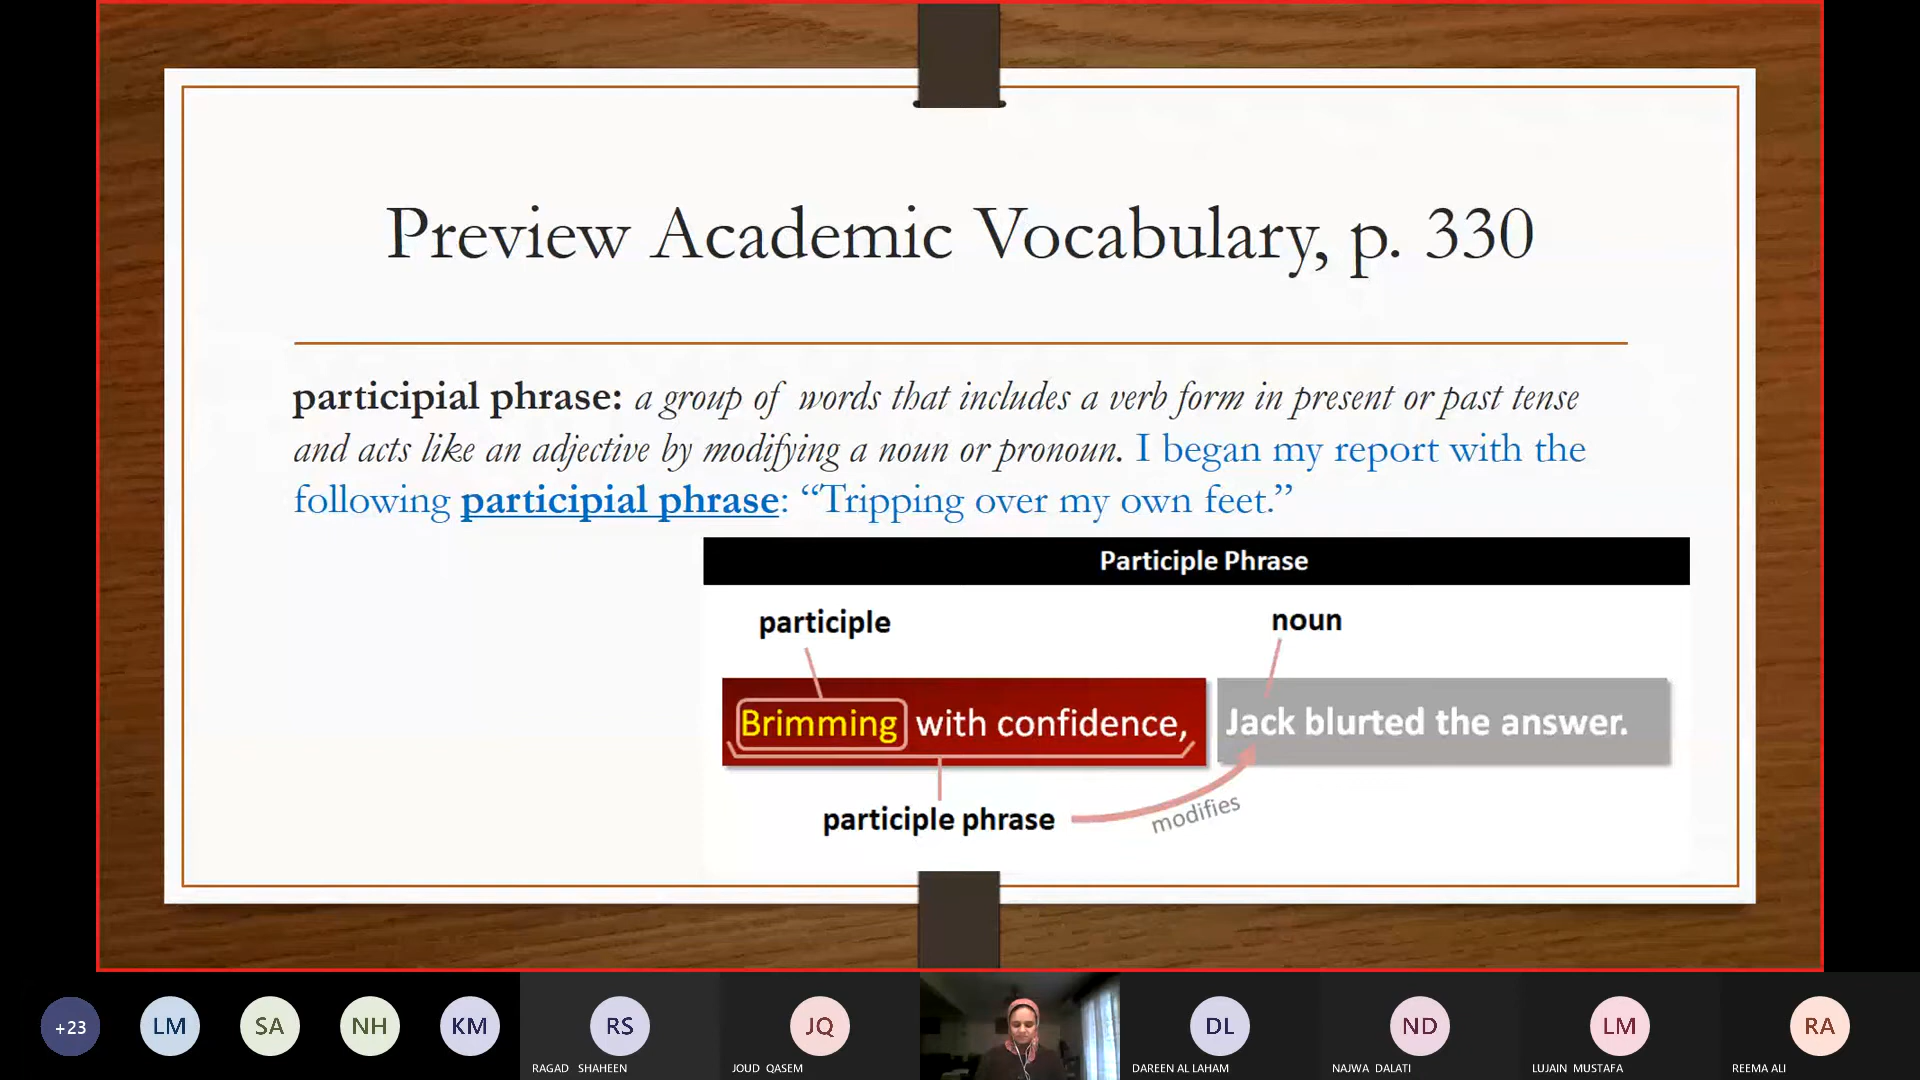 Preview Academic Vocabulary, p. 330
participial phrase: a group of words that includes a verb form in present or past tense
and acts like an adjective by modifying a noun or pronoun. I began my report with the
following participial phrase: “Tripping over my own feet.”
Participle Phrase
participle
noun
Brimming with confidence,
Jack blurted the answer.
participle phrase
modifies
+23
LM
SA
NH
KM
RS
JQ
DL
ND
LM
RA
RAGAD SHAHEEN
JOUD QASEM
DAREEN AL LAHAM
NAJWA DALATI
LUJAIN MUSTAFA
REEMA ALI